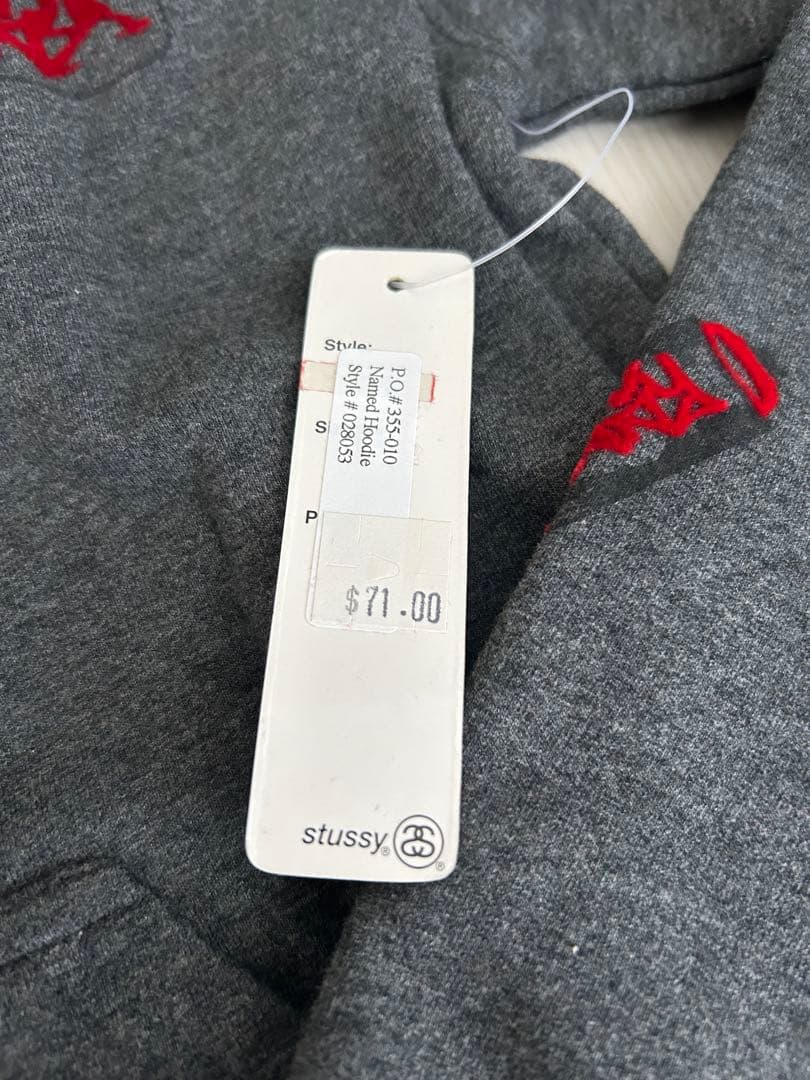 Style:
P.O.# 355-010
Named Hoodie
Style # 028053
S
P
$71.00
stussy®